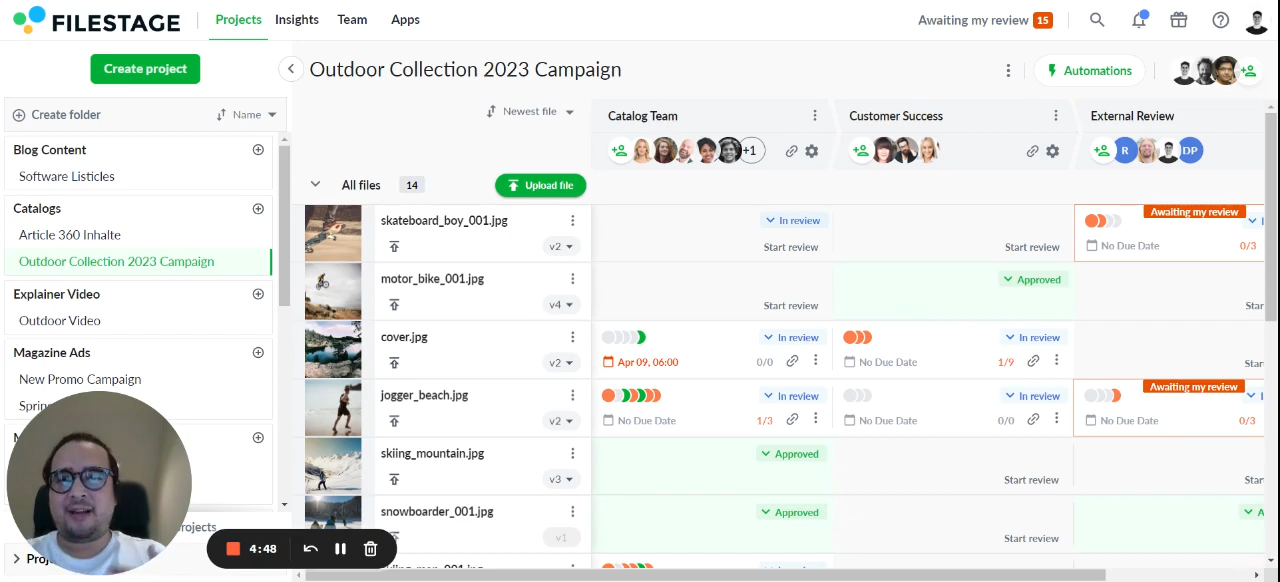 FILESTAGE
Projects Insights Team Apps
Awaiting my review 15
Create project
Outdoor Collection 2023 Campaign
Automations
Create folder
Name
Newest file
Catalog Team
Customer Success
External Review
+1
R
DP
Blog Content
Software Listicles
Catalogs
Article 360 Inhalte
Outdoor Collection 2023 Campaign
Explainer Video
Outdoor Video
Magazine Ads
New Promo Campaign
All files 14
Upload file
skateboard_boy_001.jpg
v2
In review
Start review
Start review
Awaiting my review
No Due Date 0/3
motor_bike_001.jpg
v4
Start review
Approved
cover.jpg
v2
In review
Apr 09, 06:00 0/0
In review
No Due Date 1/9
jogger_beach.jpg
v2
In review
No Due Date 1/3
In review
No Due Date 0/0
Awaiting my review
No Due Date 0/3
skiing_mountain.jpg
v3
Approved
Start review
snowboarder_001.jpg
v1
Approved
Start review
4:48